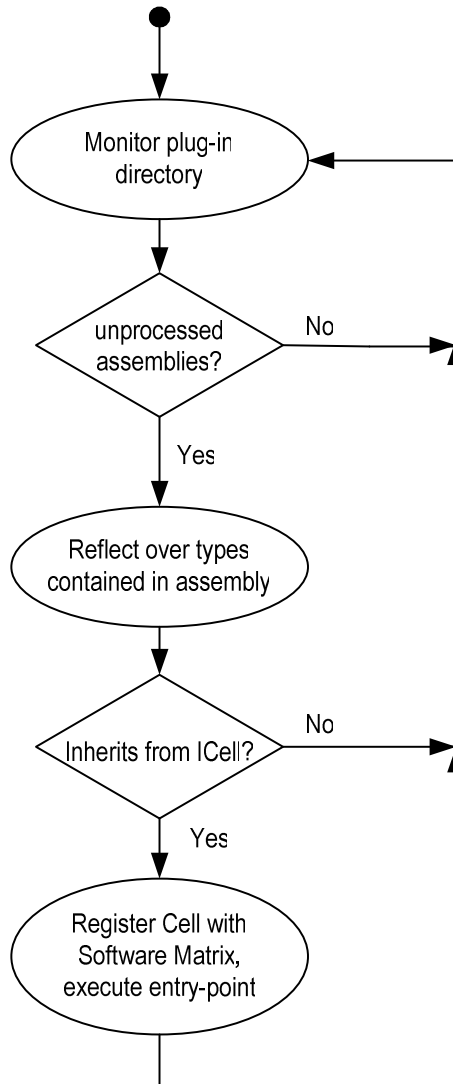 Monitor plug-in
directory
unprocessed
assemblies?
No
Yes
Reflect over types
contained in assembly
Inherits from ICell?
No
Yes
Register Cell with
Software Matrix,
execute entry-point